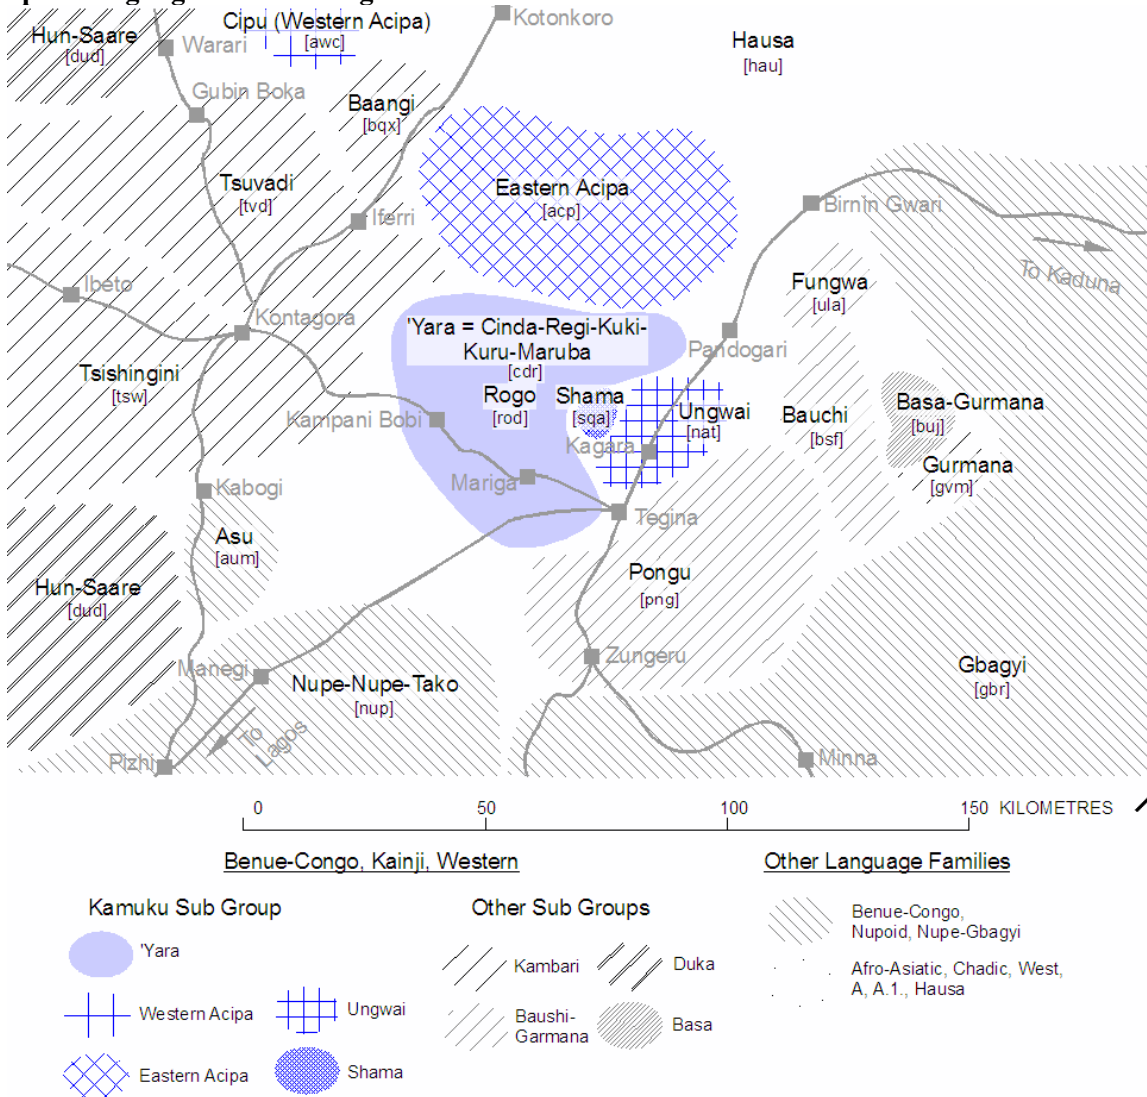 Hun-Saare
[dud]
Warari
Cipu (Western Acipa)
[awc]
Kotonkoro
Hausa
[hau]
Gubin Boka
Baangi
[bqx]
Tsuvadi
[tvd]
Iferri
Eastern Acipa
[acp]
Birnin Gwari
To Kaduna
Ibeto
Kontagora
Fungwa
[ula]
'Yara = Cinda-Regi-Kuki-
Kuru-Maruba
[cdr]
Pandogari
Tsishingini
[tsw]
Kampani Bobi
Rogo
[rod]
Shama
[sqa]
Ungwai
[nat]
Kagara
Bauchi
[bsf]
Basa-Gurmana
[buj]
Gurmana
[gvm]
Kabogi
Mariga
Tegina
Asu
[aum]
Hun-Saare
[dud]
Pongu
[png]
Manegi
Zungeru
Nupe-Nupe-Tako
[nup]
Gbagyi
[gbr]
To
Lagos
Pizhi
Minna
0 50 100 150 KILOMETRES
Benue-Congo, Kainji, Western
Other Language Families
Kamuku Sub Group
Other Sub Groups
'Yara
Western Acipa
Ungwai
Eastern Acipa
Shama
Kambari
Duka
Baushi-
Garmana
Basa
Benue-Congo,
Nupoid, Nupe-Gbagyi
Afro-Asiatic, Chadic, West,
A, A.1., Hausa